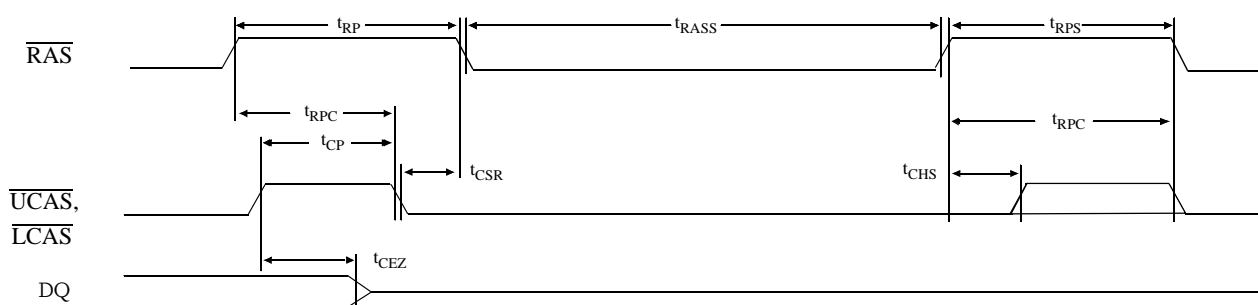 tRP
tRASS
tRPS
RAS
tRPC
tRPC
tCP
tCSR
tCHS
UCAS,
LCAS
tCEZ
DQ